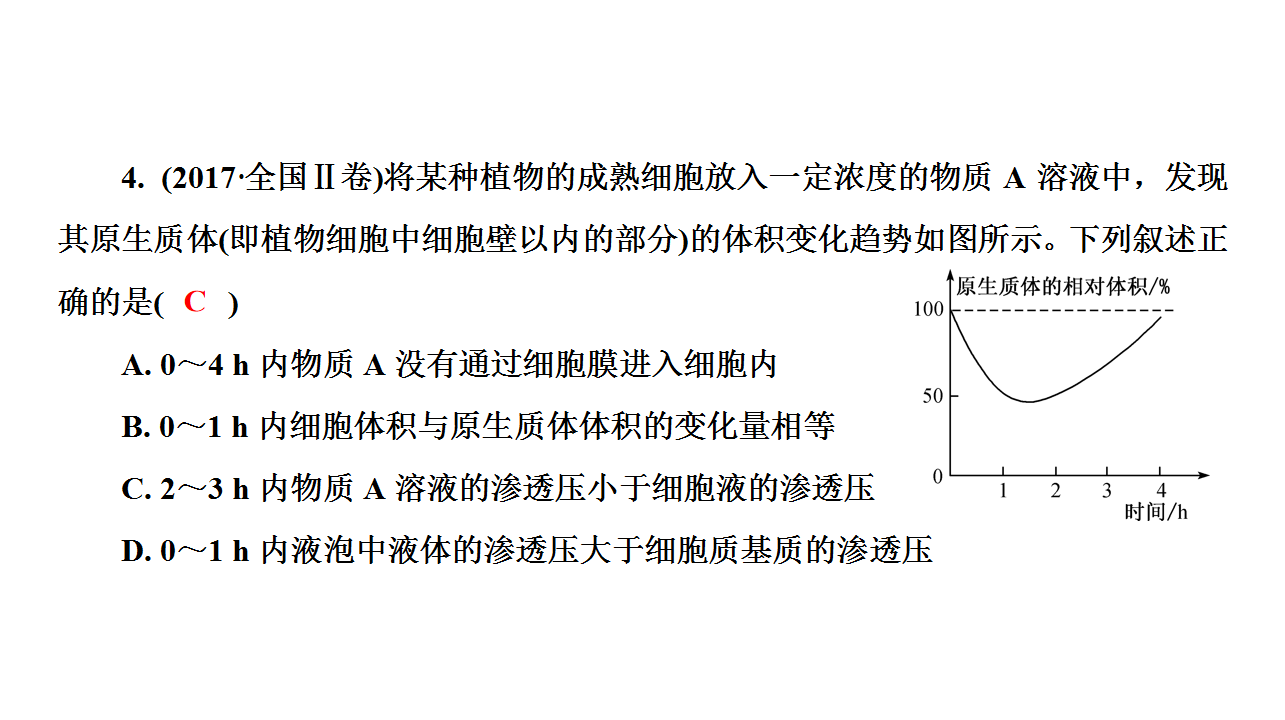 4. (2017·全国Ⅱ卷)将某种植物的成熟细胞放入一定浓度的物质 A 溶液中，发现
其原生质体(即植物细胞中细胞壁以内的部分)的体积变化趋势如图所示。下列叙述正
确的是( C )
A. 0～4 h 内物质 A 没有通过细胞膜进入细胞内
B. 0～1 h 内细胞体积与原生质体体积的变化量相等
C. 2～3 h 内物质 A 溶液的渗透压小于细胞液的渗透压
D. 0～1 h 内液泡中液体的渗透压大于细胞质基质的渗透压
原生质体的相对体积/%
100
50
0
1 2 3 4
时间/h